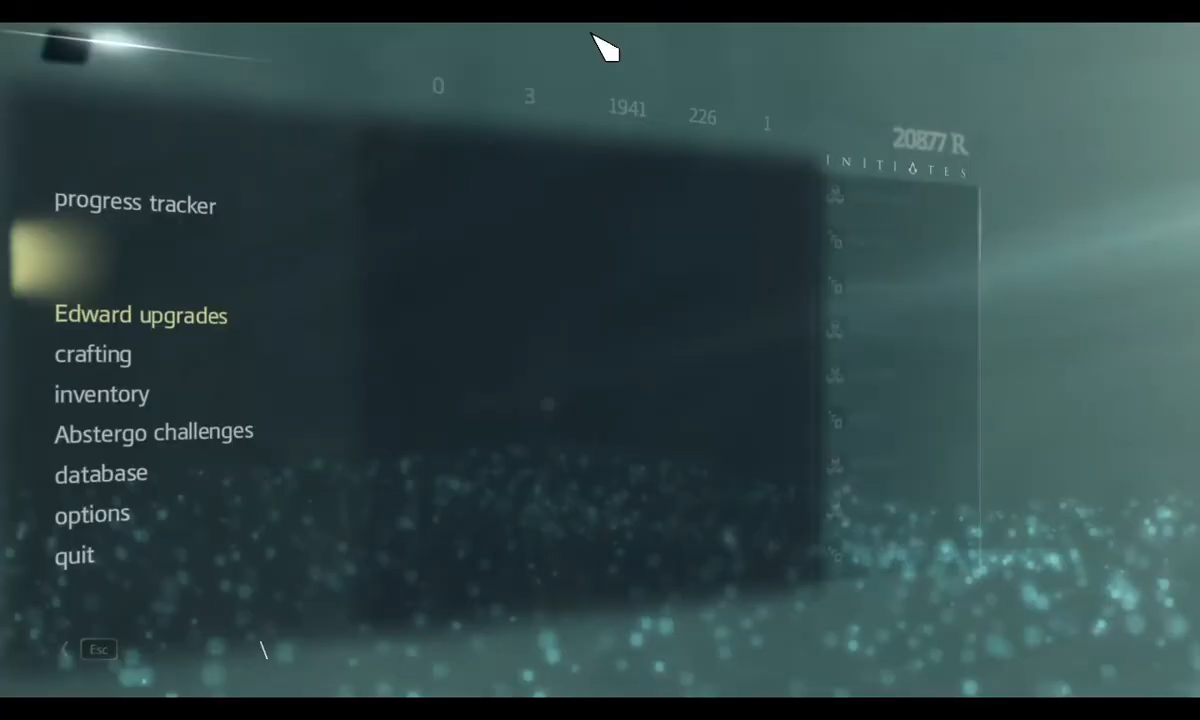 0 3 1941 226 1
20877 R
INITIATES
progress tracker
Edward upgrades
crafting
inventory
Abstergo challenges
database
options
quit
Esc